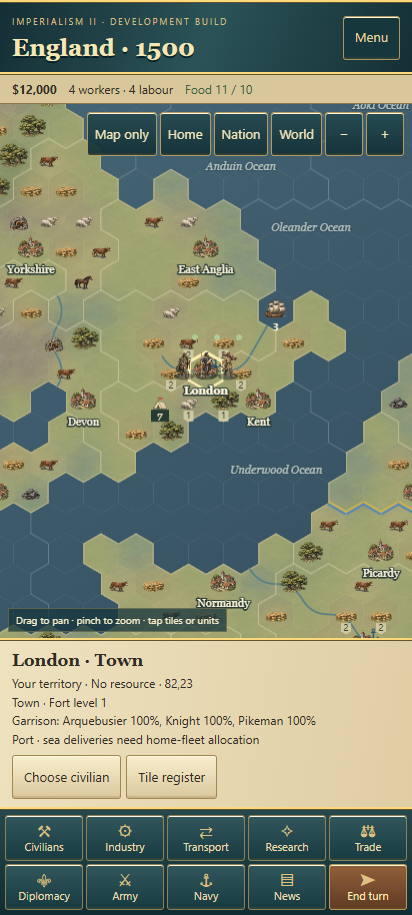 IMPERIALISM II · DEVELOPMENT BUILD
England · 1500
Menu
$12,000 4 workers · 4 labour Food 11 / 10
Aoki Ocean
Map only Home Nation World − +
Anduin Ocean
Oleander Ocean
Yorkshire East Anglia
3
2 2
London
7 1 1
Devon Kent
Underwood Ocean
Picardy
Normandy
Drag to pan · pinch to zoom · tap tiles or units
2 2
London · Town
Your territory · No resource · 82,23
Town · Fort level 1
Garrison: Arquebusier 100%, Knight 100%, Pikeman 100%
Port · sea deliveries need home-fleet allocation
Choose civilian Tile register
Civilians Industry Transport Research Trade
Diplomacy Army Navy News End turn